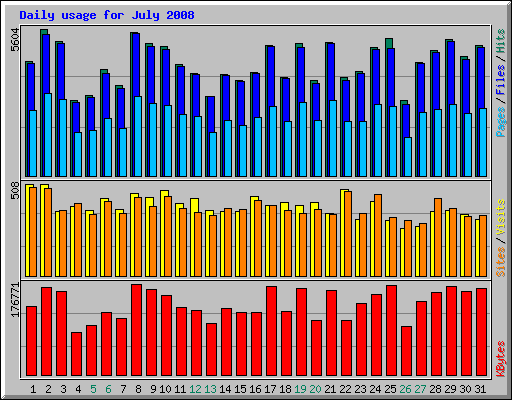 Daily usage for July 2008
5604
Pages / Files / Hits
508
Sites / Visits
176771
KBytes
1 2 3 4 5 6 7 8 9 10 11 12 13 14 15 16 17 18 19 20 21 22 23 24 25 26 27 28 29 30 31